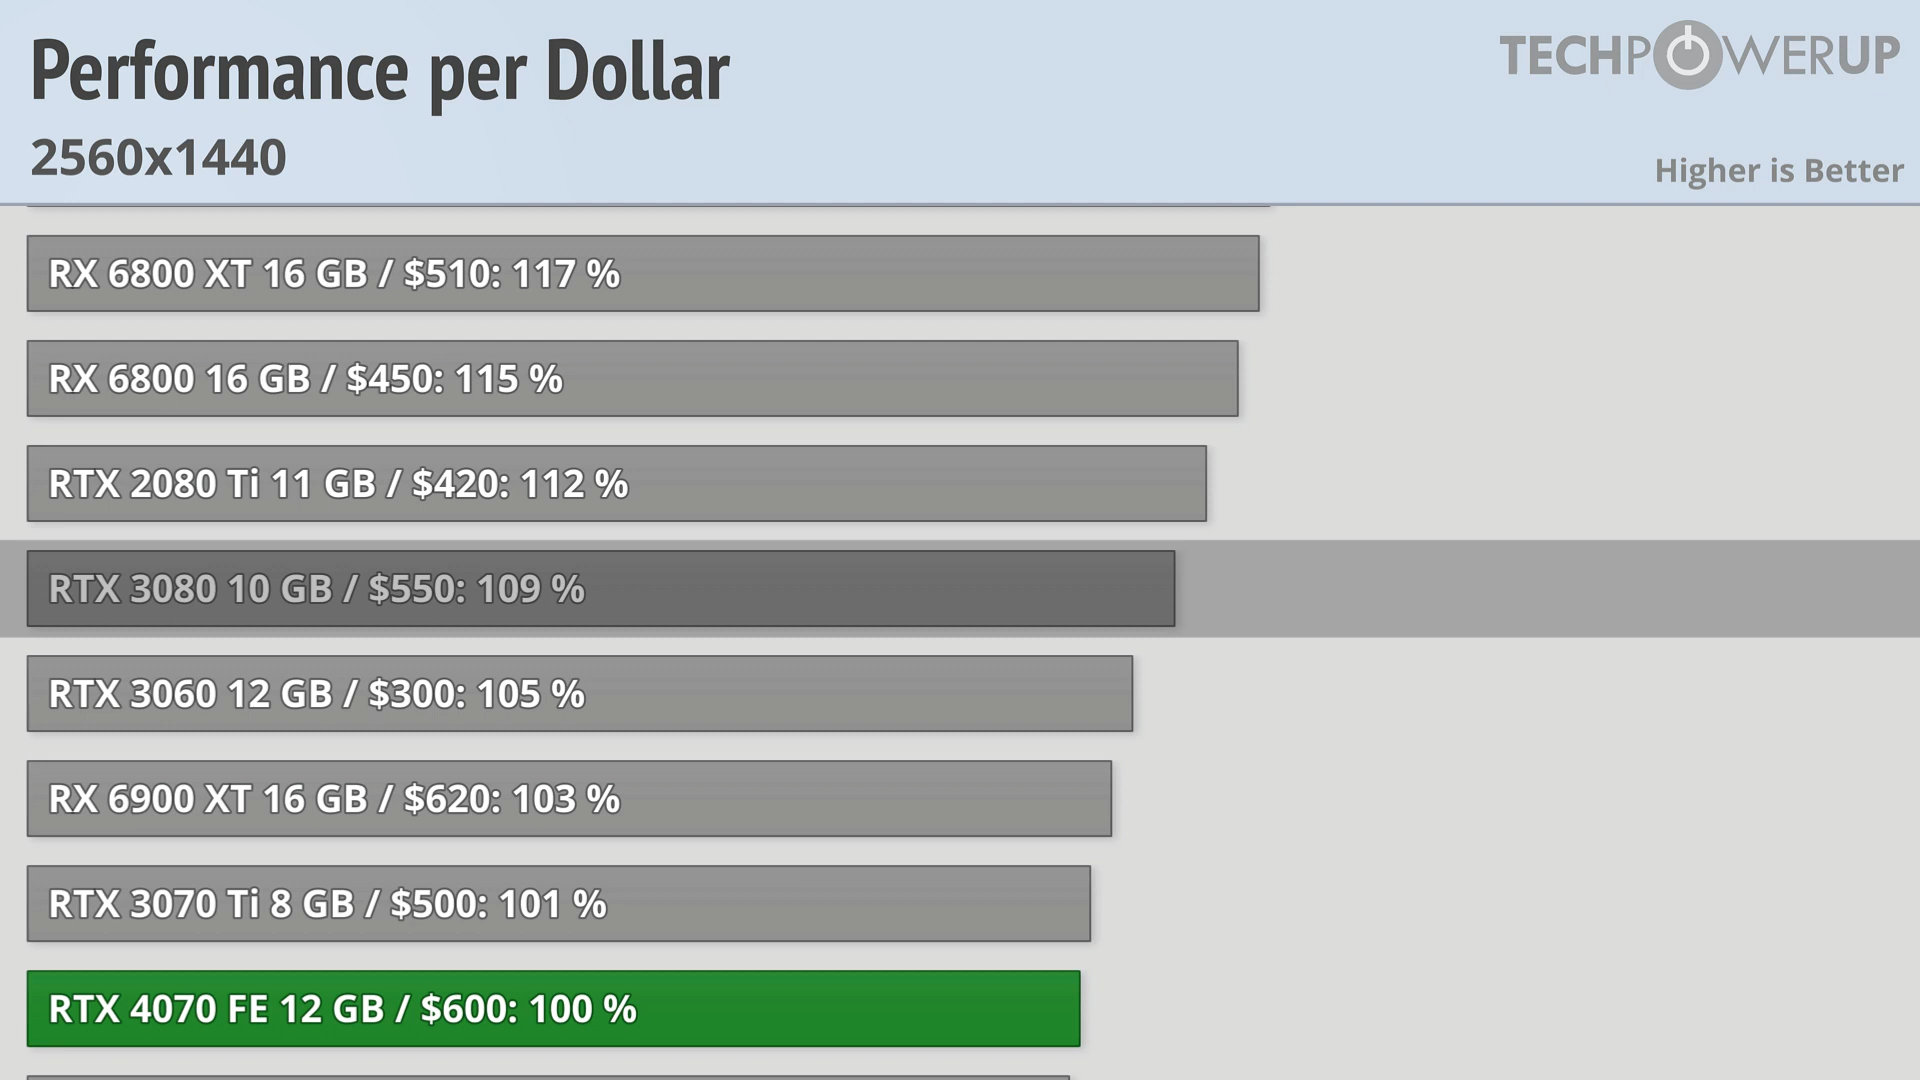 Performance per Dollar
TECHPOWERUP
2560x1440
Higher is Better
RX 6800 XT 16 GB / $510: 117 %
RX 6800 16 GB / $450: 115 %
RTX 2080 Ti 11 GB / $420: 112 %
RTX 3080 10 GB / $550: 109 %
RTX 3060 12 GB / $300: 105 %
RX 6900 XT 16 GB / $620: 103 %
RTX 3070 Ti 8 GB / $500: 101 %
RTX 4070 FE 12 GB / $600: 100 %